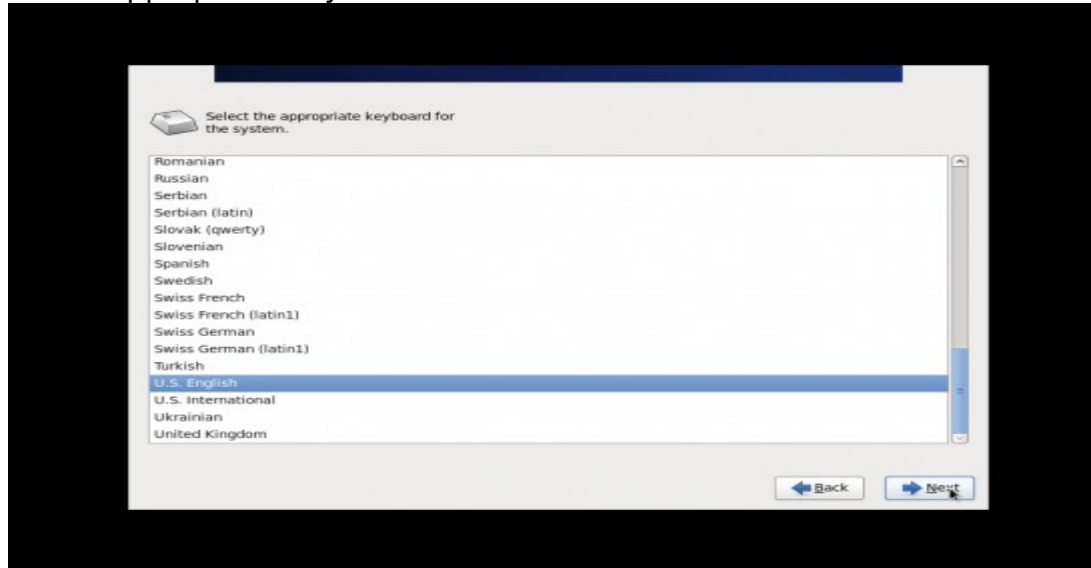 Select the appropriate keyboard for
the system.
Romanian
Russian
Serbian
Serbian (latin)
Slovak (qwerty)
Slovenian
Spanish
Swedish
Swiss French
Swiss French (latin1)
Swiss German
Swiss German (latin1)
Turkish
U.S. English
U.S. International
Ukrainian
United Kingdom
Back Next